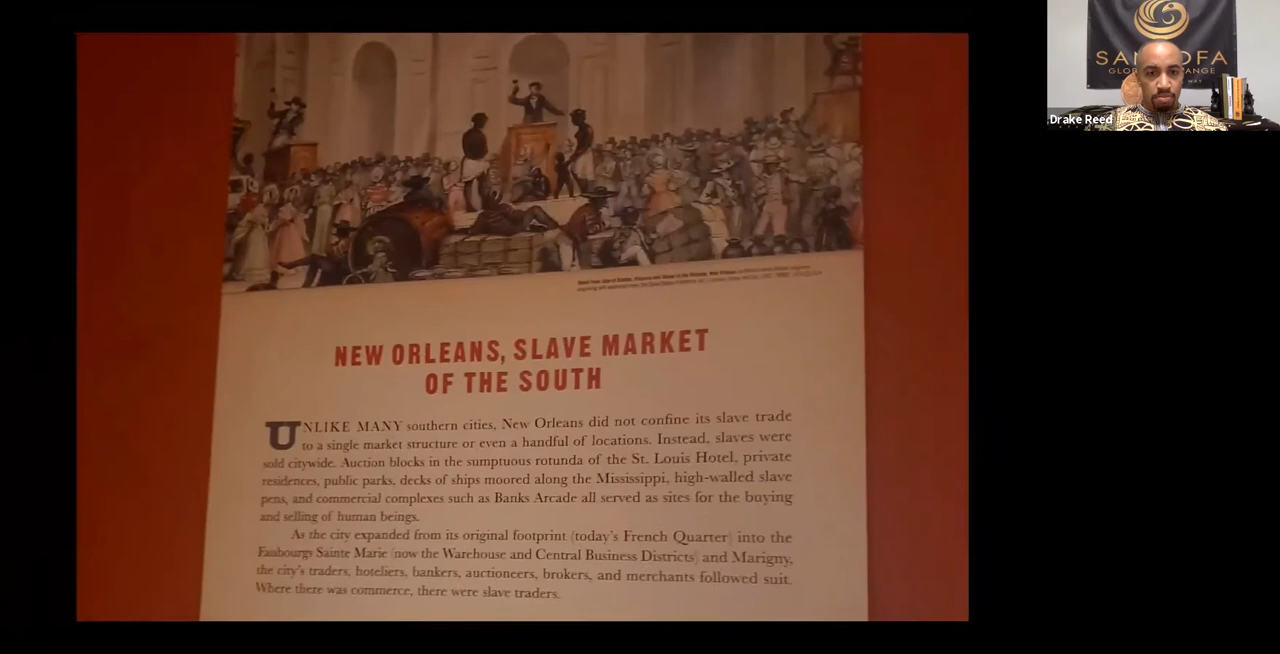 SAN OFA
GLOB NGE
WAY
Drake Reed
NEW ORLEANS, SLAVE MARKET
OF THE SOUTH
UNLIKE MANY southern cities, New Orleans did not confine its slave trade
to a single market structure or even a handful of locations. Instead, slaves were
sold citywide. Auction blocks in the sumptuous rotunda of the St. Louis Hotel, private
residences, public parks, decks of ships moored along the Mississippi, high-walled slave
pens, and commercial complexes such as Banks Arcade all served as sites for the buying
and selling of human beings.
As the city expanded from its original footprint (today's French Quarter) into the
Faubourgs Sainte Marie (now the Warehouse and Central Business Districts) and Marigny,
the city's traders, hoteliers, bankers, auctioneers, brokers, and merchants followed suit.
Where there was commerce, there were slave traders.